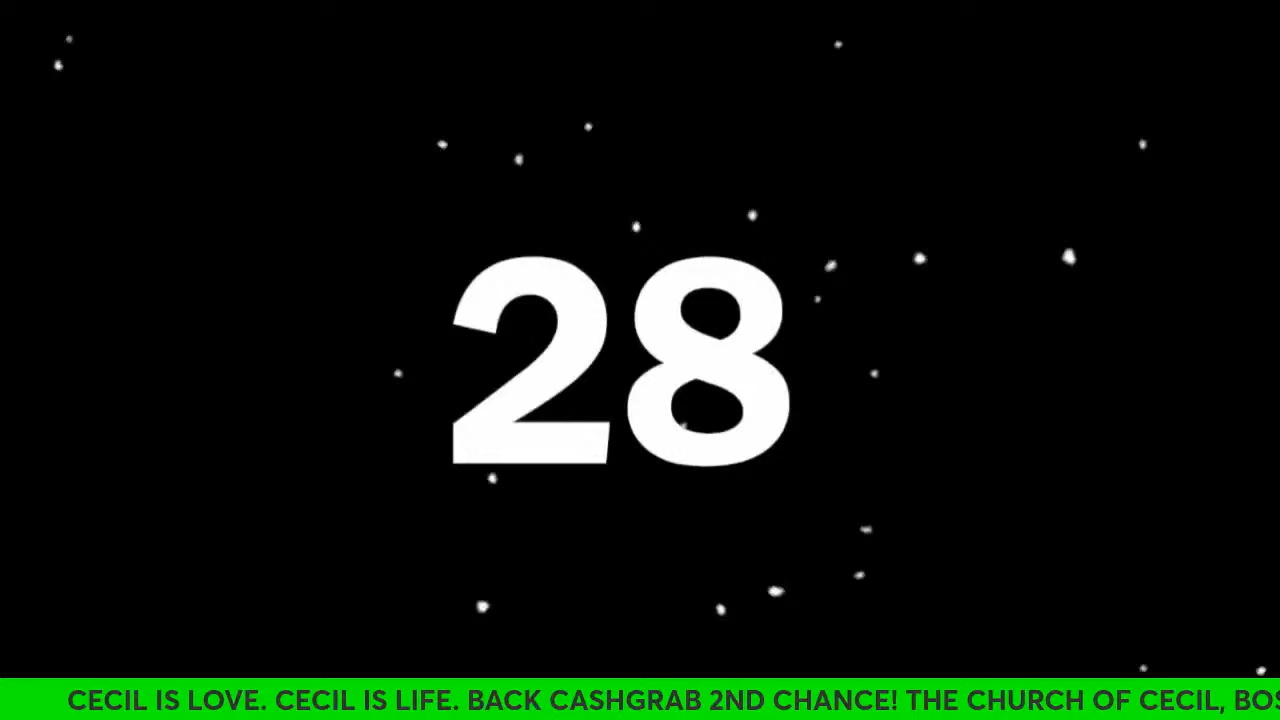 28
CECIL IS LOVE. CECIL IS LIFE. BACK CASHGRAB 2ND CHANCE! THE CHURCH OF CECIL,